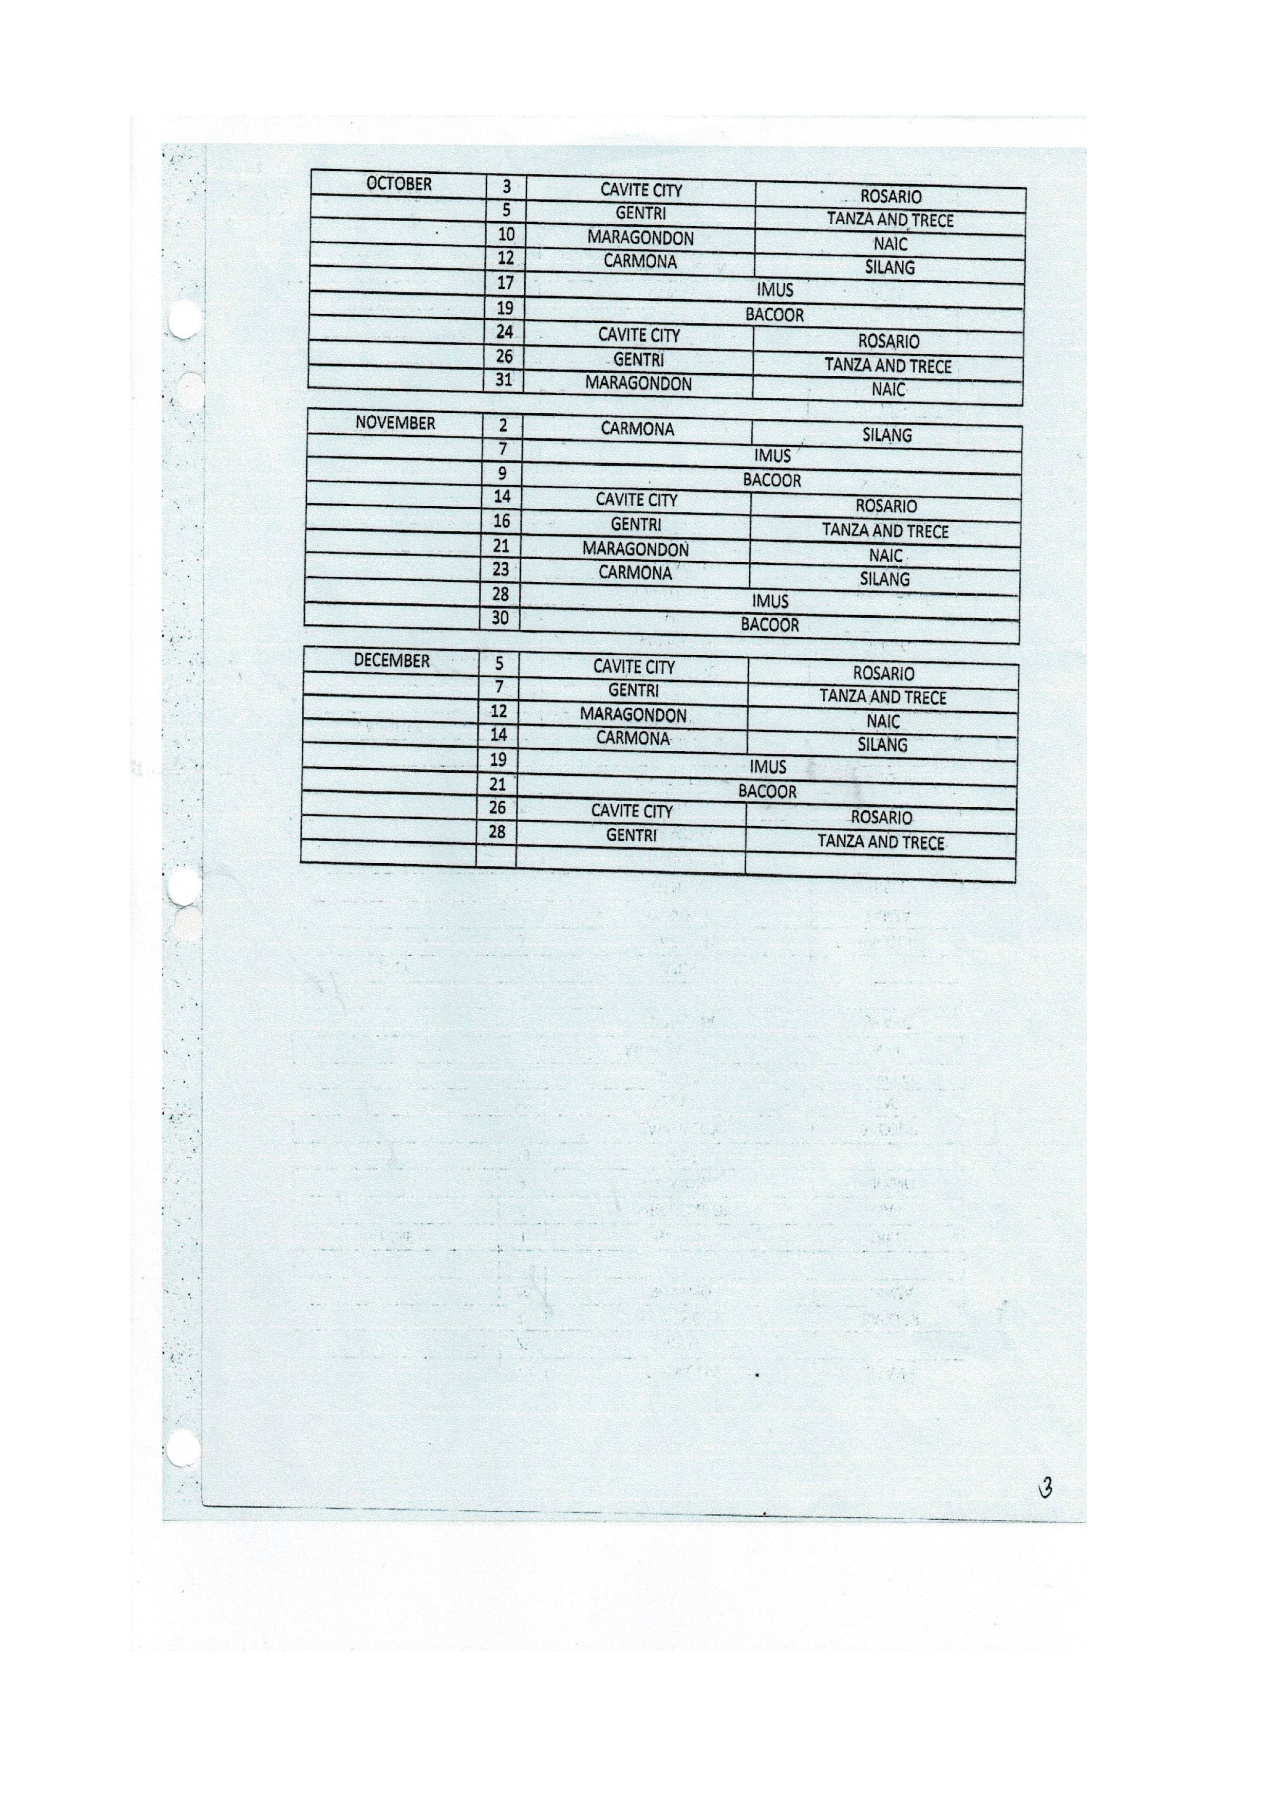 OCTOBER 3 CAVITE CITY ROSARIO
5 GENTRI TANZA AND TRECE
10 MARAGONDON NAIC
12 CARMONA SILANG
17 IMUS
19 BACOOR
24 CAVITE CITY ROSARIO
26 GENTRI TANZA AND TRECE
31 MARAGONDON NAIC
NOVEMBER 2 CARMONA SILANG
7 IMUS
9 BACOOR
14 CAVITE CITY ROSARIO
16 GENTRI TANZA AND TRECE
21 MARAGONDON NAIC
23 CARMONA SILANG
28 IMUS
30 BACOOR
DECEMBER 5 CAVITE CITY ROSARIO
7 GENTRI TANZA AND TRECE
12 MARAGONDON NAIC
14 CARMONA SILANG
19 IMUS
21 BACOOR
26 CAVITE CITY ROSARIO
28 GENTRI TANZA AND TRECE
3